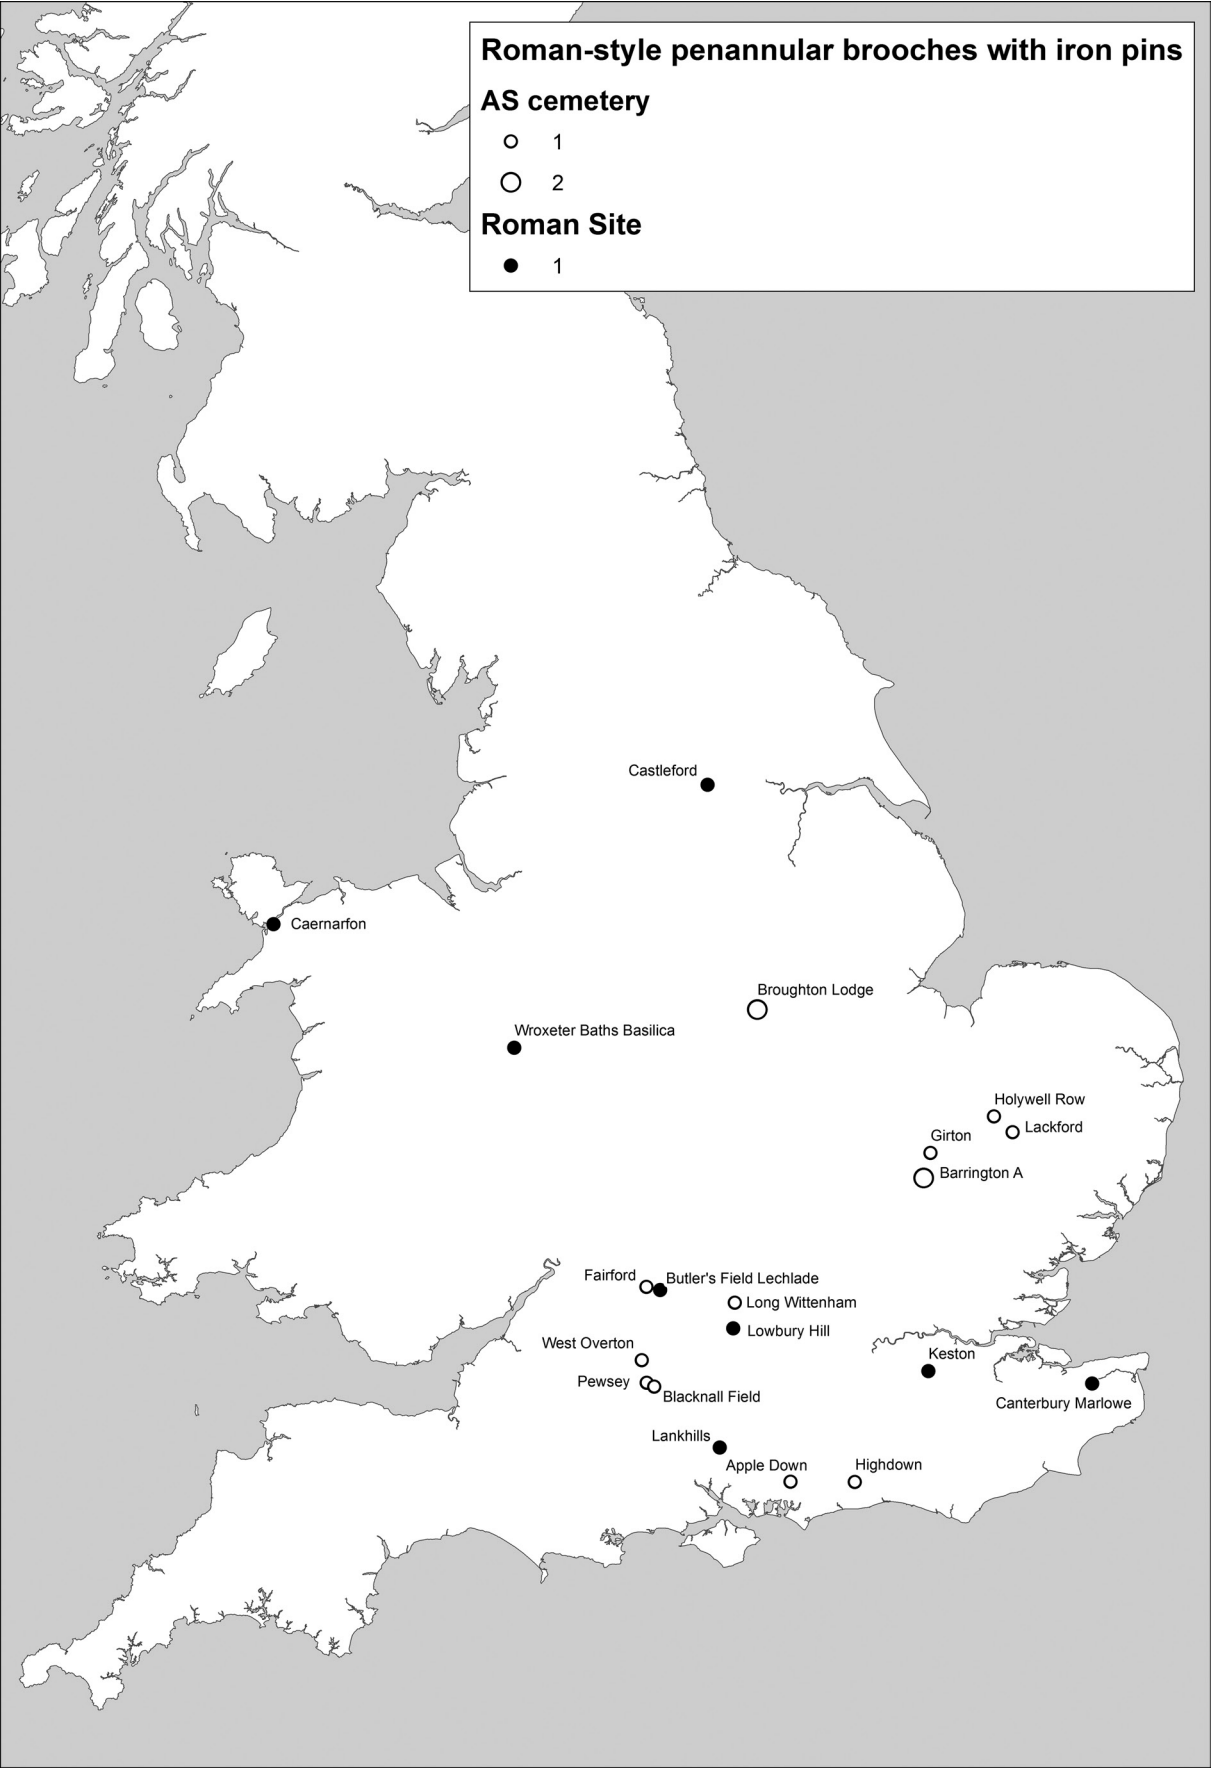 Roman-style penannular brooches with iron pins
AS cemetery
1
2
Roman Site
1
Castleford
Caernarfon
Broughton Lodge
Wroxeter Baths Basilica
Holywell Row
Lackford
Girton
Barrington A
Fairford
Butler's Field Lechlade
Long Wittenham
Lowbury Hill
West Overton
Keston
Pewsey
Blacknall Field
Canterbury Marlowe
Lankhills
Apple Down
Highdown